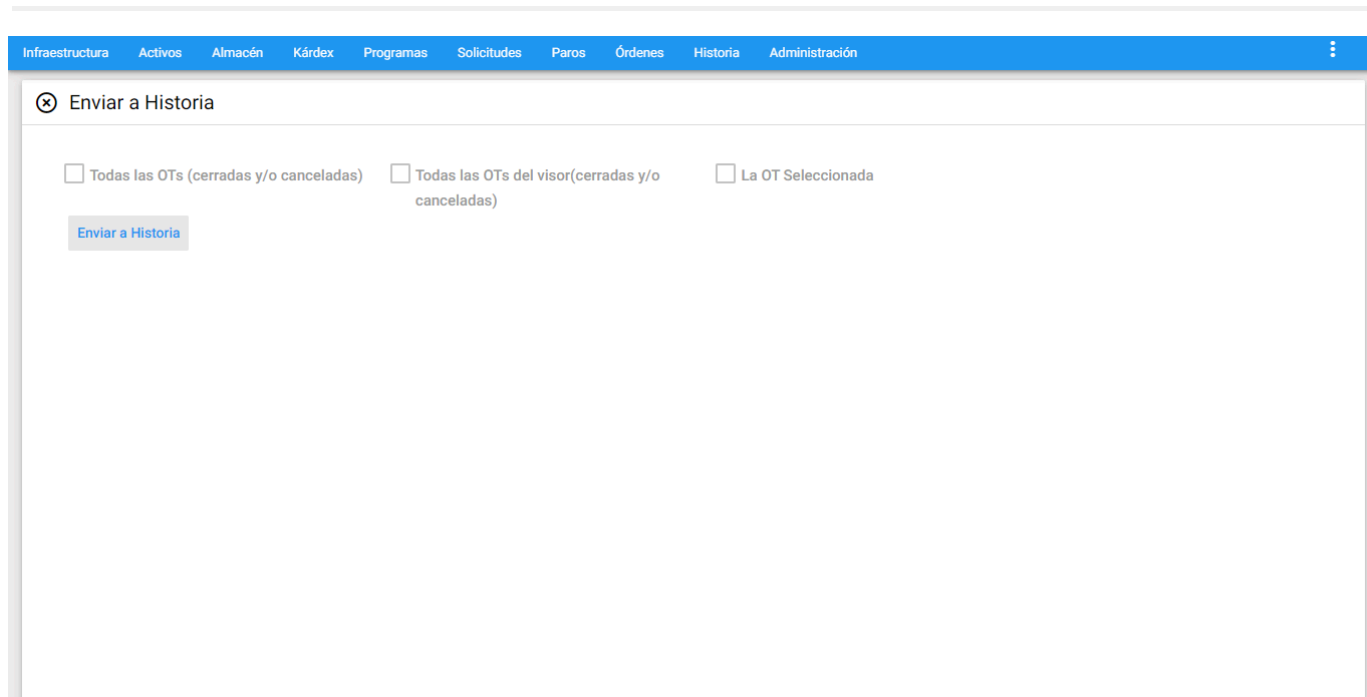 Infraestructura Activos Almacén Kárdex Programas Solicitudes Paros Órdenes Historia Administración
Enviar a Historia
Todas las OTs (cerradas y/o canceladas) Todas las OTs del visor(cerradas y/o La OT Seleccionada
canceladas)
Enviar a Historia